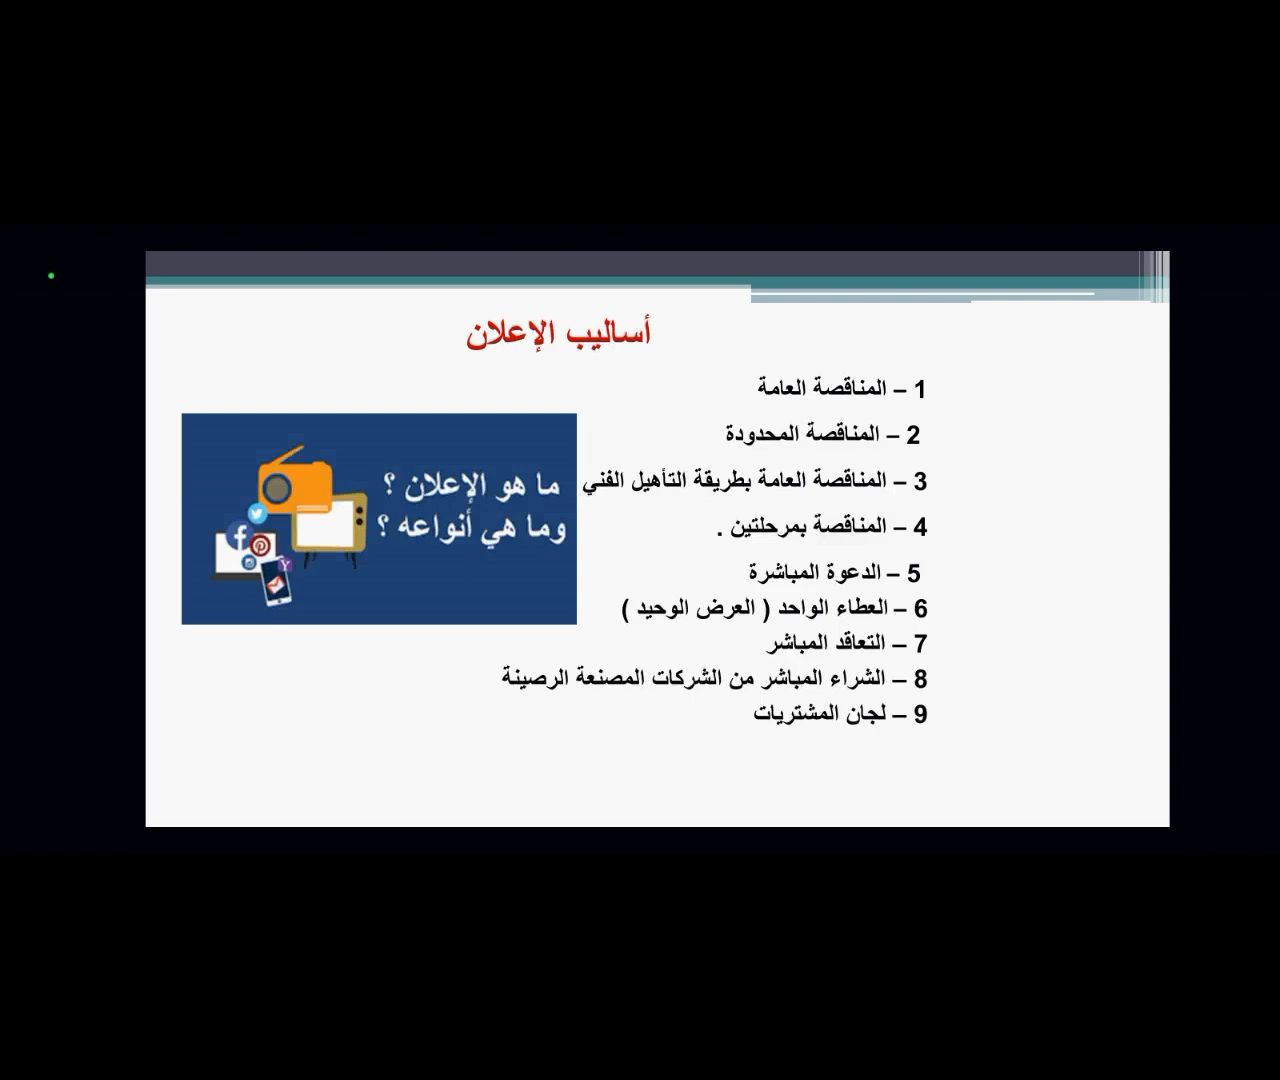 أساليب الإعلان
1 – المناقصة العامة
2 – المناقصة المحدودة
3 – المناقصة العامة بطريقة التأهيل الفني
4 – المناقصة بمرحلتين .
5 – الدعوة المباشرة
6 – العطاء الواحد ( العرض الوحيد )
7 – التعاقد المباشر
8 – الشراء المباشر من الشركات المصنعة الرصينة
9 – لجان المشتريات
ما هو الإعلان ؟
وما هي أنواعه ؟